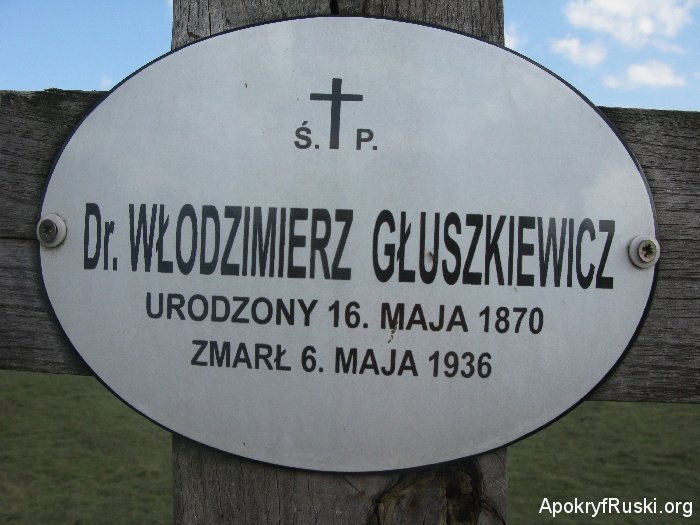 Ś. P.
Dr. WŁODZIMIERZ GŁUSZKIEWICZ
URODZONY 16. MAJA 1870
ZMARŁ 6. MAJA 1936
ApokryfRuski.org